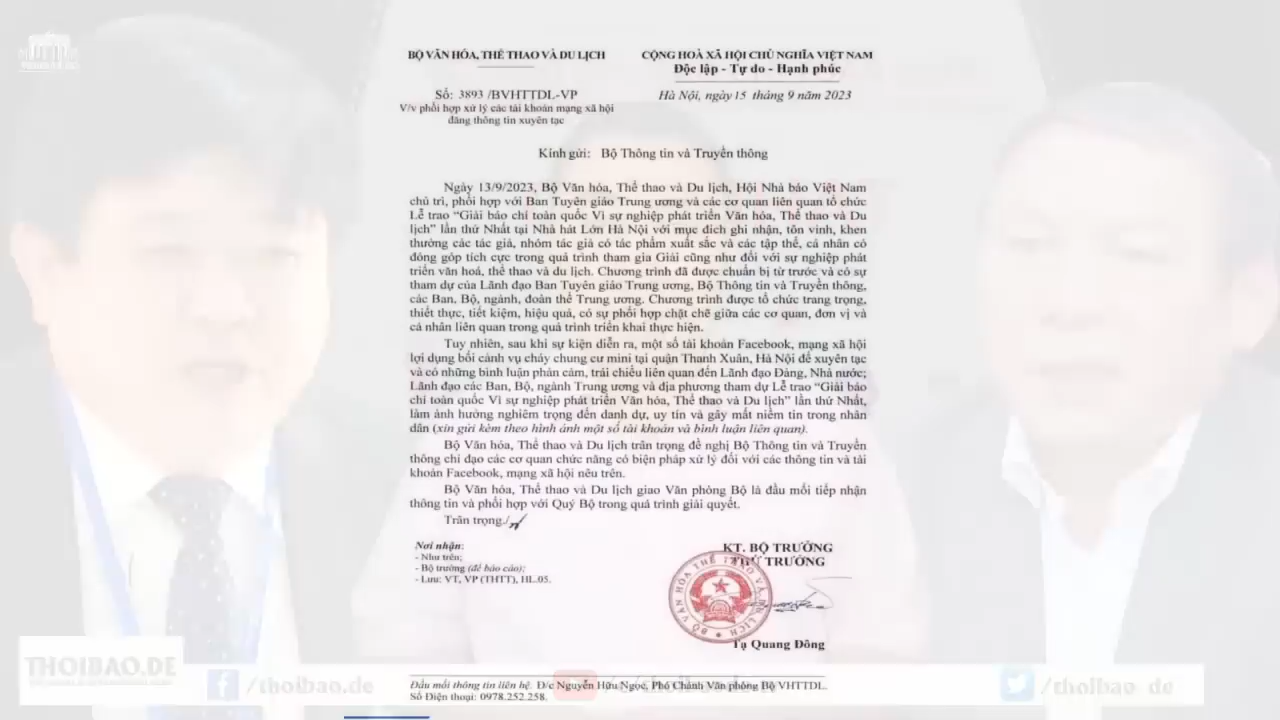 BỘ VĂN HÓA, THỂ THAO VÀ DU LỊCH
CỘNG HOÀ XÃ HỘI CHỦ NGHĨA VIỆT NAM
Độc lập - Tự do - Hạnh phúc
Số: 3893 /BVHTTDL-VP
V/v phối hợp xử lý các tài khoản mạng xã hội
đăng thông tin xuyên tạc
Hà Nội, ngày 15 tháng 9 năm 2023
Kính gửi: Bộ Thông tin và Truyền thông
Ngày 13/9/2023, Bộ Văn hóa, Thể thao và Du lịch, Hội Nhà báo Việt Nam
chủ trì, phối hợp với Ban Tuyên giáo Trung ương và các cơ quan liên quan tổ chức
Lễ trao “Giải báo chí toàn quốc Vì sự nghiệp phát triển Văn hóa, Thể thao và Du
lịch” lần thứ Nhất tại Nhà hát Lớn Hà Nội với mục đích ghi nhận, tôn vinh, khen
thưởng các tác giả, nhóm tác giả có tác phẩm xuất sắc và các tập thể, cá nhân có
đóng góp tích cực trong quá trình tham gia Giải cũng như đối với sự nghiệp phát
triển văn hoá, thể thao và du lịch. Chương trình đã được chuẩn bị từ trước và có sự
tham dự của Lãnh đạo Ban Tuyên giáo Trung ương, Bộ Thông tin và Truyền thông,
các Ban, Bộ, ngành, đoàn thể Trung ương. Chương trình được tổ chức trang trọng,
thiết thực, tiết kiệm, hiệu quả, có sự phối hợp chặt chẽ giữa các cơ quan, đơn vị và
cá nhân liên quan trong quá trình triển khai thực hiện.
Tuy nhiên, sau khi sự kiện diễn ra, một số tài khoản Facebook, mạng xã hội
lợi dụng bối cảnh vụ cháy chung cư mini tại quận Thanh Xuân, Hà Nội để xuyên tạc
và có những bình luận phản cảm, trái chiều liên quan đến Lãnh đạo Đảng, Nhà nước;
Lãnh đạo các Ban, Bộ, ngành Trung ương và địa phương tham dự Lễ trao “Giải báo
chí toàn quốc Vì sự nghiệp phát triển Văn hóa, Thể thao và Du lịch” lần thứ Nhất,
làm ảnh hưởng nghiêm trọng đến danh dự, uy tín và gây mất niềm tin trong nhân
dân (xin gửi kèm theo hình ảnh một số tài khoản và bình luận liên quan).
Bộ Văn hóa, Thể thao và Du lịch trân trọng đề nghị Bộ Thông tin và Truyền
thông chỉ đạo các cơ quan chức năng có biện pháp xử lý đối với các thông tin và tài
khoản Facebook, mạng xã hội nêu trên.
Bộ Văn hóa, Thể thao và Du lịch giao Văn phòng Bộ là đầu mối tiếp nhận
thông tin và phối hợp với Quý Bộ trong quá trình giải quyết.
Trân trọng./.
Nơi nhận:
- Như trên;
- Bộ trưởng (để báo cáo);
- Lưu: VT, VP (THTT), HL.05.
KT. BỘ TRƯỞNG
THỨ TRƯỞNG
BỘ VĂN HÓA THỂ THAO VÀ DU LỊCH
Tạ Quang Đông
THOIBAO.DE
/thoibao.de
/thoibao_de
Đầu mối thông tin liên hệ. Đ/c Nguyễn Hữu Ngọc, Phó Chánh Văn phòng Bộ VHTTDL.
Số Điện thoại: 0978.252.258.